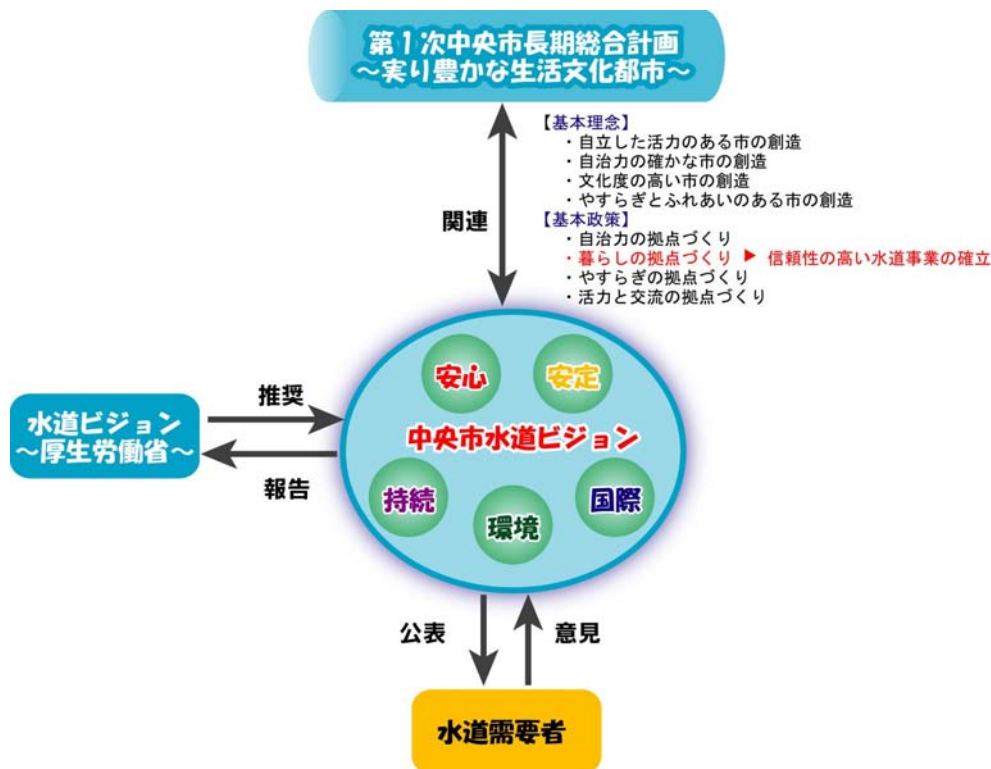 第1次中央市長期総合計画
～実り豊かな生活文化都市～
【基本理念】
・自立した活力のある市の創造
・自治力の確かな市の創造
・文化度の高い市の創造
・やすらぎとふれあいのある市の創造
関連
【基本政策】
・自治力の拠点づくり
・暮らしの拠点づくり ▶ 信頼性の高い水道事業の確立
・やすらぎの拠点づくり
・活力と交流の拠点づくり
安心 安定
推奨
水道ビジョン
～厚生労働省～
中央市水道ビジョン
報告
持続 環境 国際
公表 意見
水道需要者